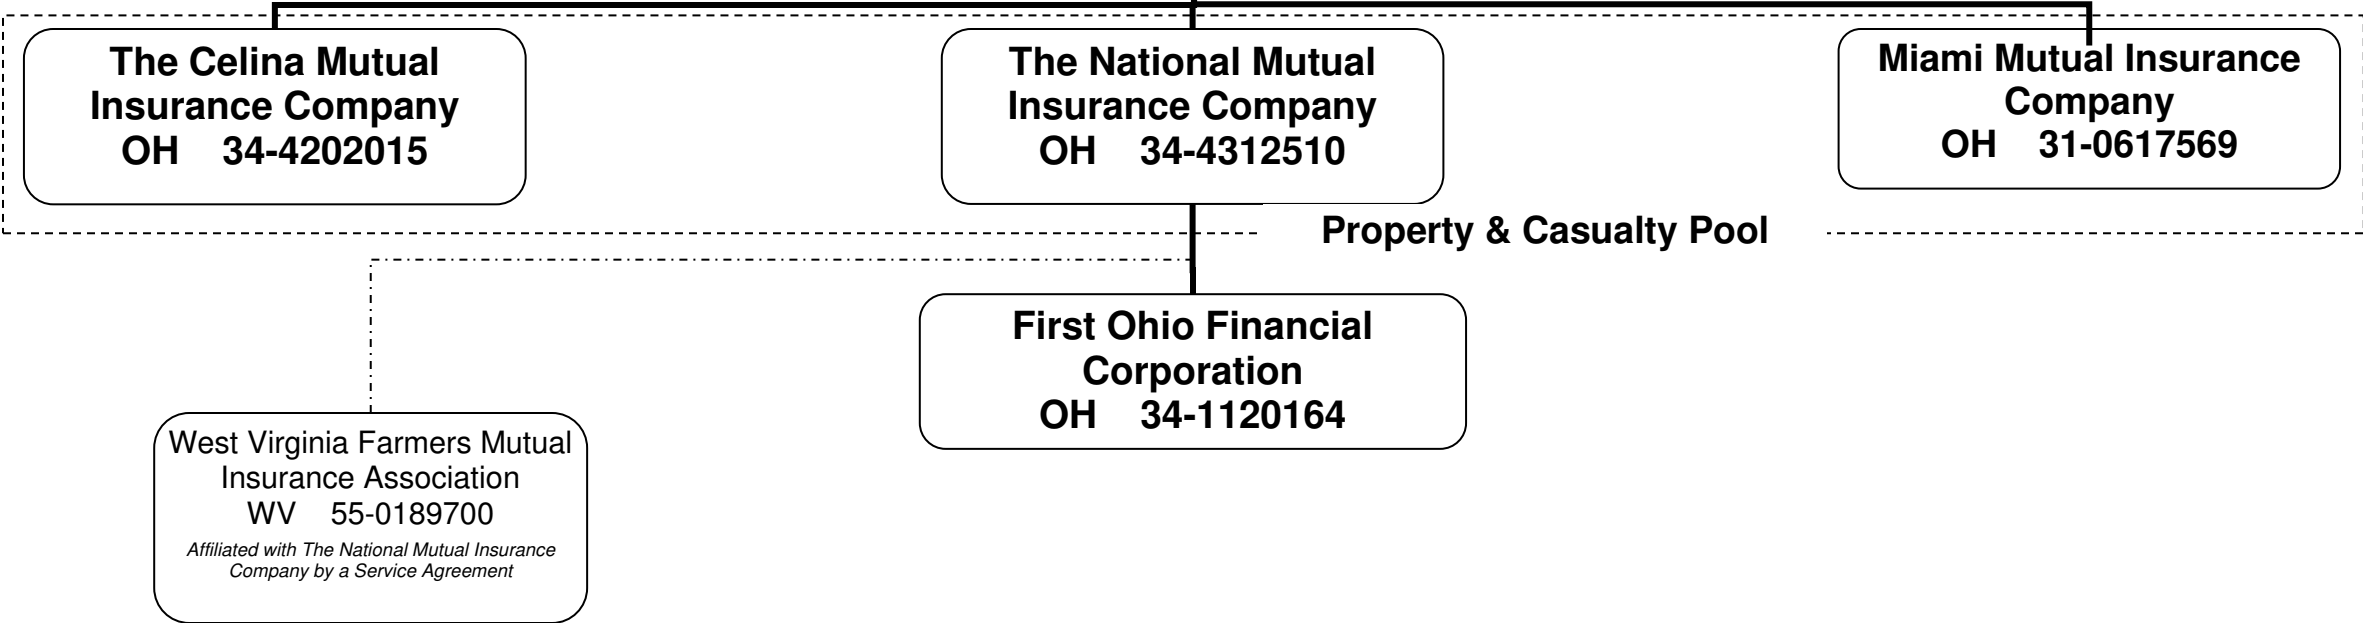 The Celina Mutual
Insurance Company
OH 34-4202015
The National Mutual
Insurance Company
OH 34-4312510
Miami Mutual Insurance
Company
OH 31-0617569
Property & Casualty Pool
First Ohio Financial
Corporation
OH 34-1120164
West Virginia Farmers Mutual
Insurance Association
WV 55-0189700
Affiliated with The National Mutual Insurance
Company by a Service Agreement